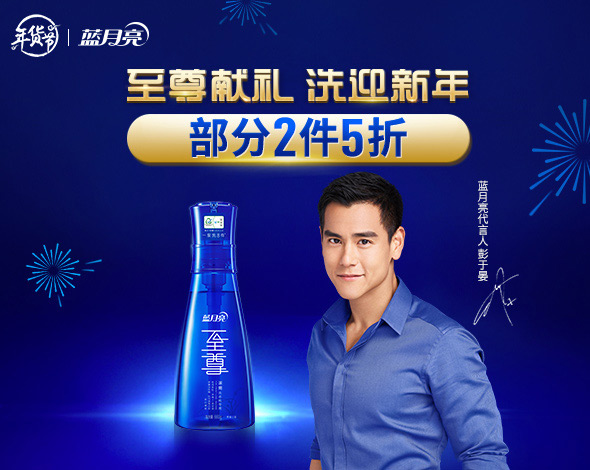 年货节 | 蓝月亮
至尊献礼 洗迎新年
部分2件5折
蓝月亮代言人 彭于晏
蓝月亮
至尊